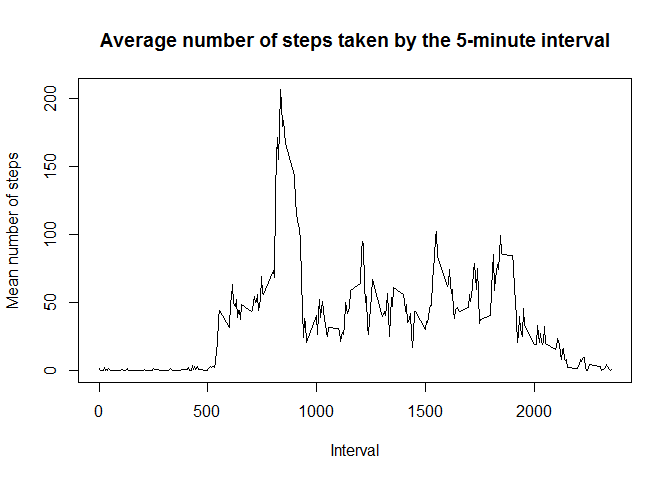 Average number of steps taken by the 5-minute interval
Mean number of steps
200
150
100
50
0
0 500 1000 1500 2000
Interval